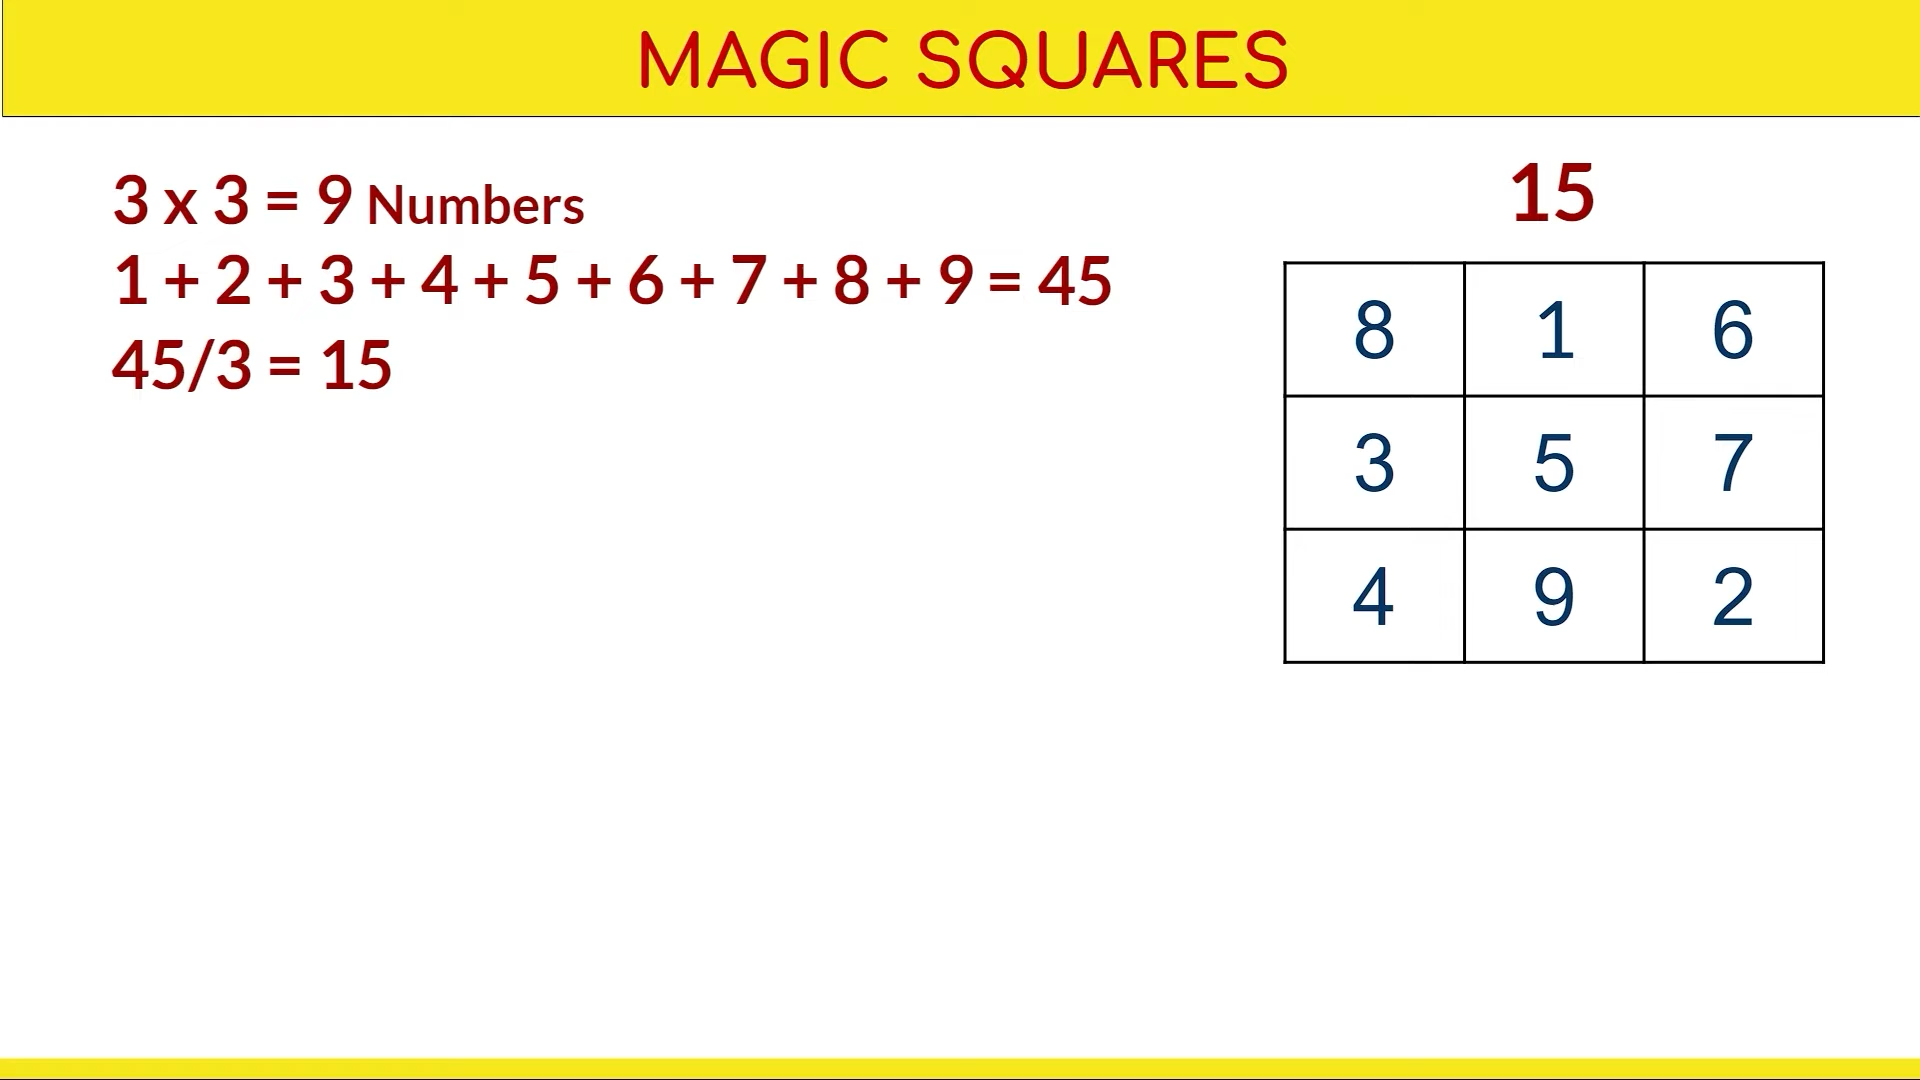 MAGIC SQUARES
3 x 3 = 9 Numbers
1 + 2 + 3 + 4 + 5 + 6 + 7 + 8 + 9 = 45
45/3 = 15
15
8 1 6
3 5 7
4 9 2